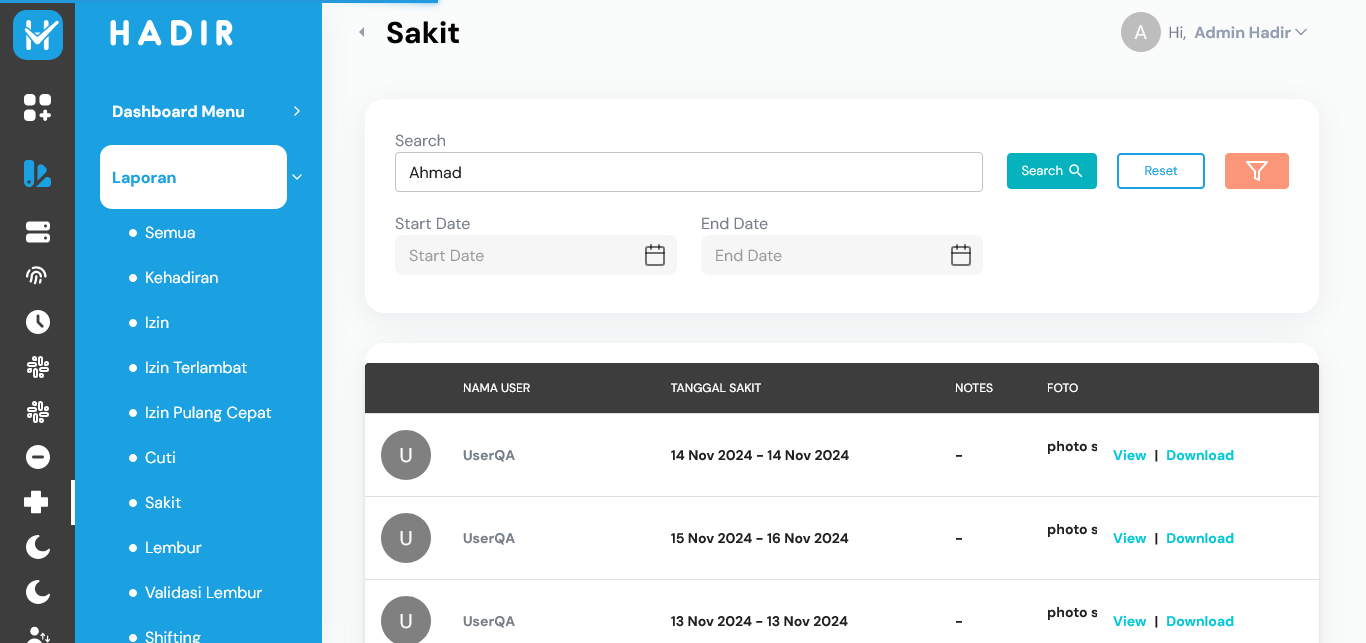 HADIR
Sakit
A Hi, Admin Hadir
Dashboard Menu
Laporan
Semua
Kehadiran
Izin
Izin Terlambat
Izin Pulang Cepat
Cuti
Sakit
Lembur
Validasi Lembur
Shifting
Search
Ahmad
Search
Reset
Start Date
End Date
Start Date
End Date
NAMA USER TANGGAL SAKIT NOTES FOTO
U UserQA 14 Nov 2024 - 14 Nov 2024 - photo s View | Download
U UserQA 15 Nov 2024 - 16 Nov 2024 - photo s View | Download
U UserQA 13 Nov 2024 - 13 Nov 2024 - photo s View | Download